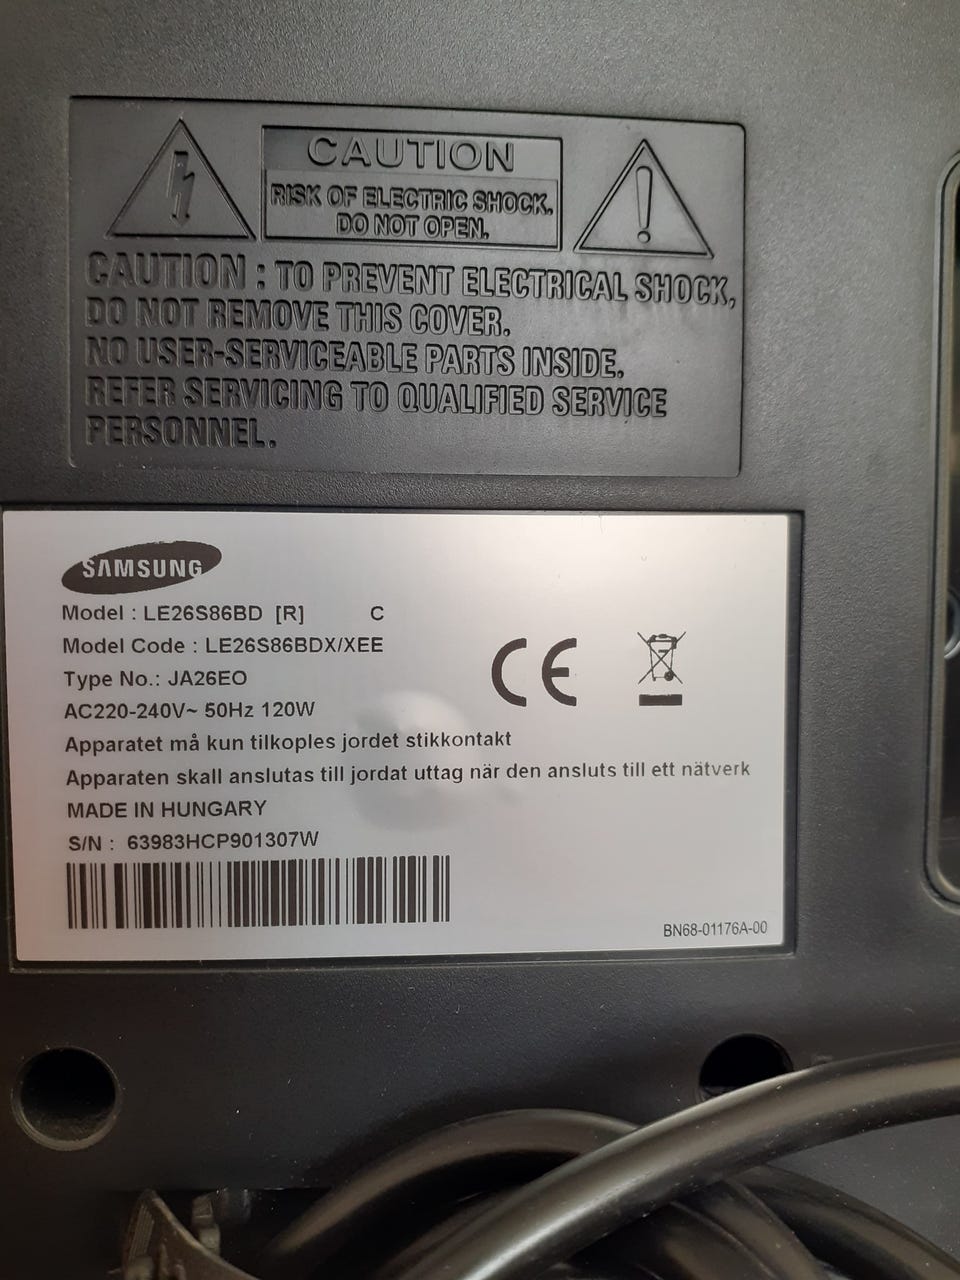 CAUTION
RISK OF ELECTRIC SHOCK.
DO NOT OPEN.
CAUTION : TO PREVENT ELECTRICAL SHOCK,
DO NOT REMOVE THIS COVER.
NO USER-SERVICEABLE PARTS INSIDE.
REFER SERVICING TO QUALIFIED SERVICE
PERSONNEL.
SAMSUNG
Model : LE26S86BD [R] C
Model Code : LE26S86BDX/XEE
Type No.: JA26EO
AC220-240V~ 50Hz 120W
CE
Apparatet må kun tilkoples jordet stikkontakt
Apparaten skall anslutas till jordat uttag när den ansluts till ett nätverk
MADE IN HUNGARY
S/N : 63983HCP901307W
BN68-01176A-00